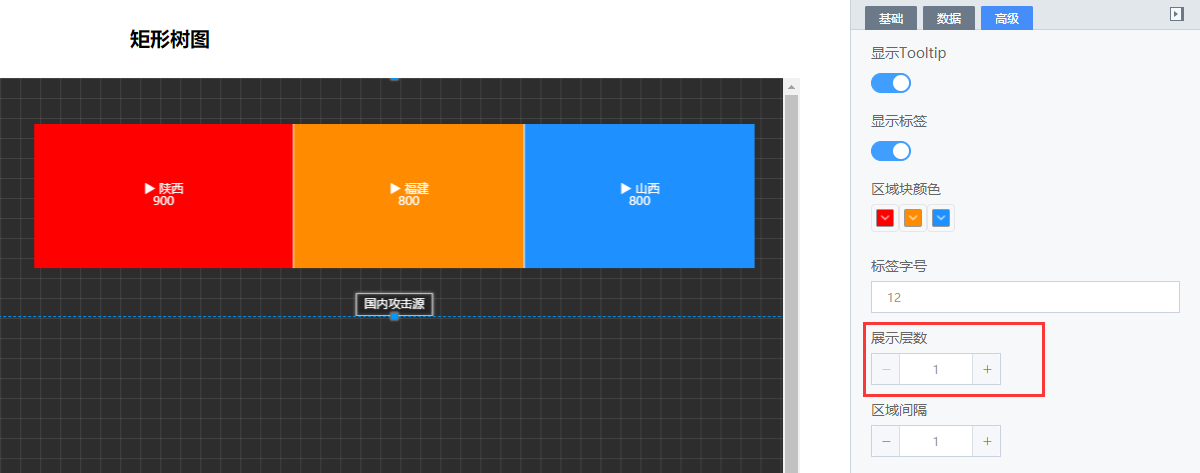 矩形树图
▶ 陕西
900
▶ 福建
800
▶ 山西
800
国内攻击源
基础
数据
高级
显示Tooltip
显示标签
区域块颜色
标签字号
12
展示层数
− 1 +
区域间隔
− 1 +